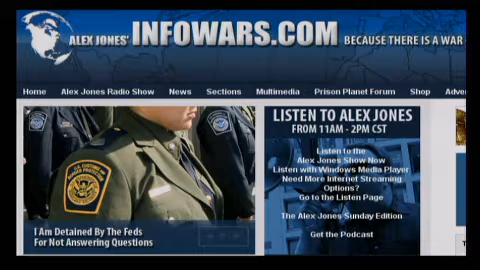 ALEX JONES' INFOWARS.COM BECAUSE THERE IS A WAR
Home Alex Jones Radio Show News Sections Multimedia Prison Planet Forum Shop Adve
LISTEN TO ALEX JONES
FROM 11AM - 2PM CST
Listen to the
Alex Jones Show Now
Listen with Windows Media Player
Need More Internet Streaming
Options?
Go to the Listen Page
The Alex Jones Sunday Edition
Get the Podcast
I Am Detained By The Feds
For Not Answering Questions